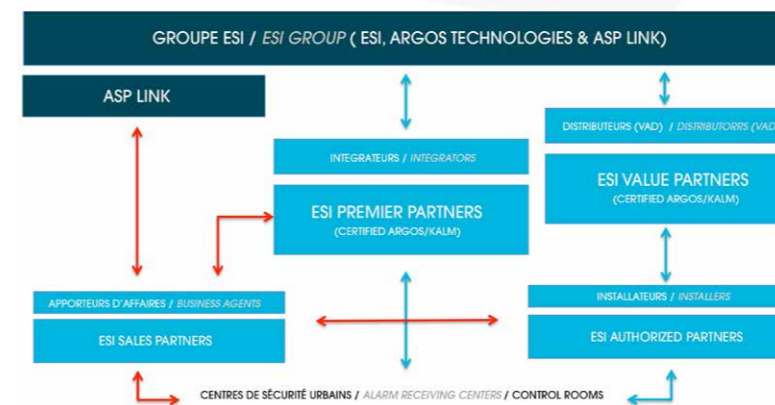 GROUPE ESI / ESI GROUP ( ESI, ARGOS TECHNOLOGIES & ASP LINK)
ASP LINK
DISTRIBUTEURS (VAD) / DISTRIBUTORRS (VAD
INTEGRATEURS / INTEGRATORS
ESI VALUE PARTNERS
(CERTIFIED ARGOS/KALM)
ESI PREMIER PARTNERS
(CERTIFIED ARGOS/KALM)
APPORTEURS D'AFFAIRES / BUSINESS AGENTS
INSTALLATEURS / INSTALLERS
ESI SALES PARTNERS
ESI AUTHORIZED PARTNERS
CENTRES DE SÉCURITÉ URBAINS / ALARM RECEIVING CENTERS / CONTROL ROOMS